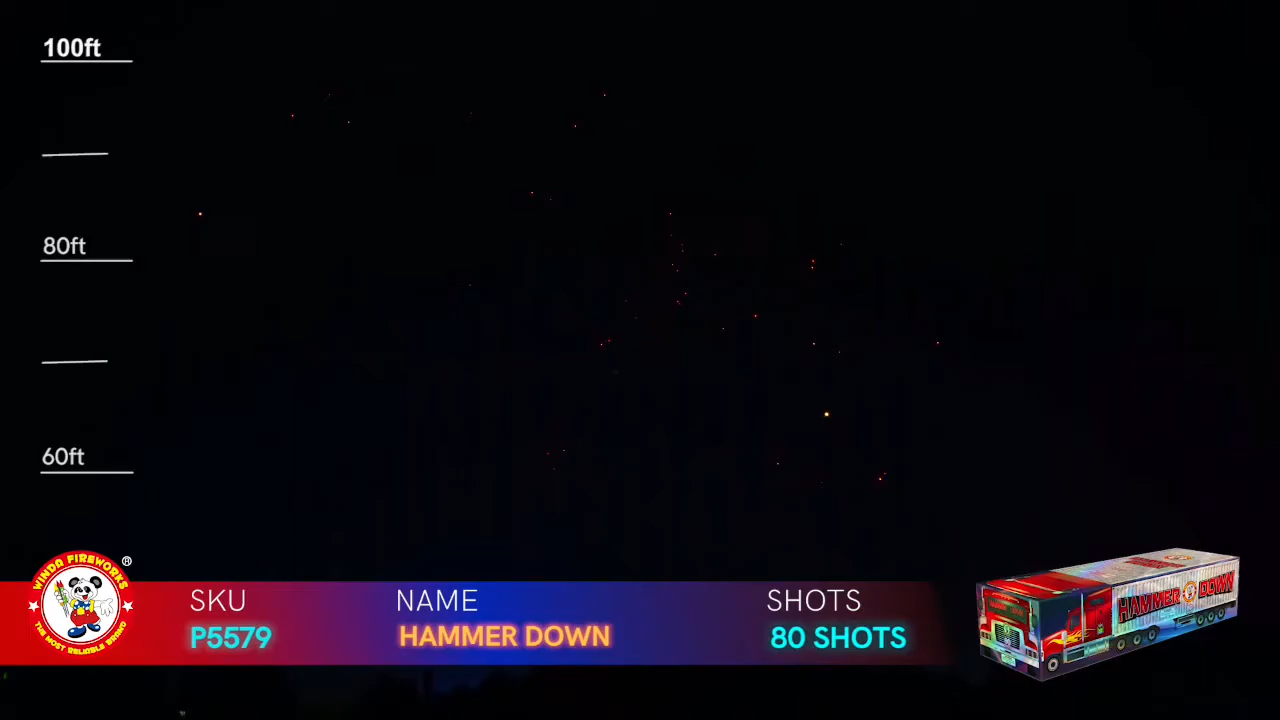 100ft
80ft
60ft
WINDA FIREWORKS
®
THE MOST RELIABLE BRAND
SKU
NAME
SHOTS
P5579
HAMMER DOWN
80 SHOTS
HAMMER DOWN